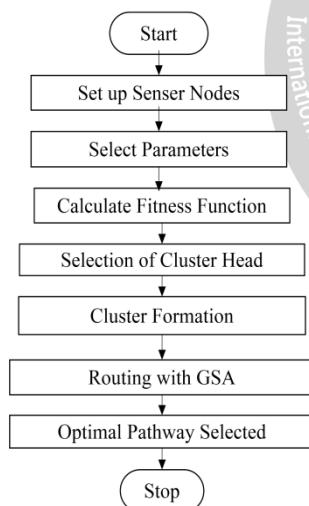 Start
Set up Senser Nodes
Select Parameters
Calculate Fitness Function
Selection of Cluster Head
Cluster Formation
Routing with GSA
Optimal Pathway Selected
Stop